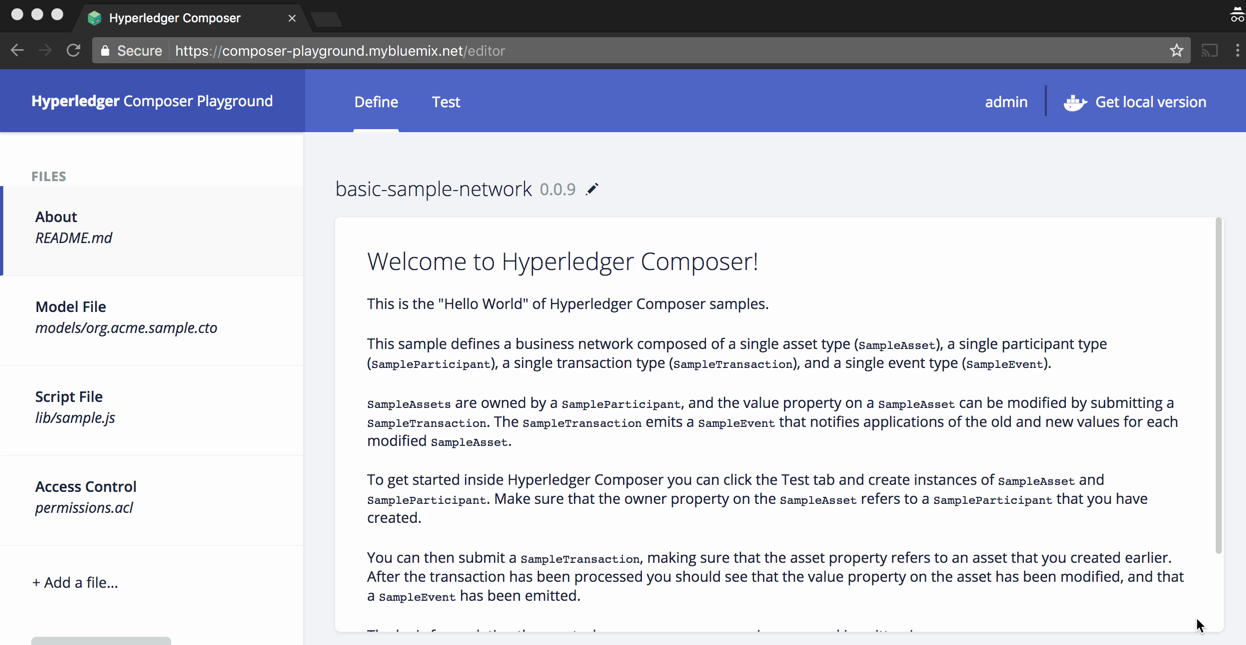 Hyperledger Composer
Secure https://composer-playground.mybluemix.net/editor
Hyperledger Composer Playground Define Test admin Get local version
FILES
About
README.md
Model File
models/org.acme.sample.cto
Script File
lib/sample.js
Access Control
permissions.acl
+ Add a file...
basic-sample-network 0.0.9
Welcome to Hyperledger Composer!
This is the "Hello World" of Hyperledger Composer samples.
This sample defines a business network composed of a single asset type (SampleAsset), a single participant type
(SampleParticipant), a single transaction type (SampleTransaction), and a single event type (SampleEvent).
SampleAssets are owned by a SampleParticipant, and the value property on a SampleAsset can be modified by submitting a
SampleTransaction. The SampleTransaction emits a SampleEvent that notifies applications of the old and new values for each
modified SampleAsset.
To get started inside Hyperledger Composer you can click the Test tab and create instances of SampleAsset and
SampleParticipant. Make sure that the owner property on the SampleAsset refers to a SampleParticipant that you have
created.
You can then submit a SampleTransaction, making sure that the asset property refers to an asset that you created earlier.
After the transaction has been processed you should see that the value property on the asset has been modified, and that
a SampleEvent has been emitted.